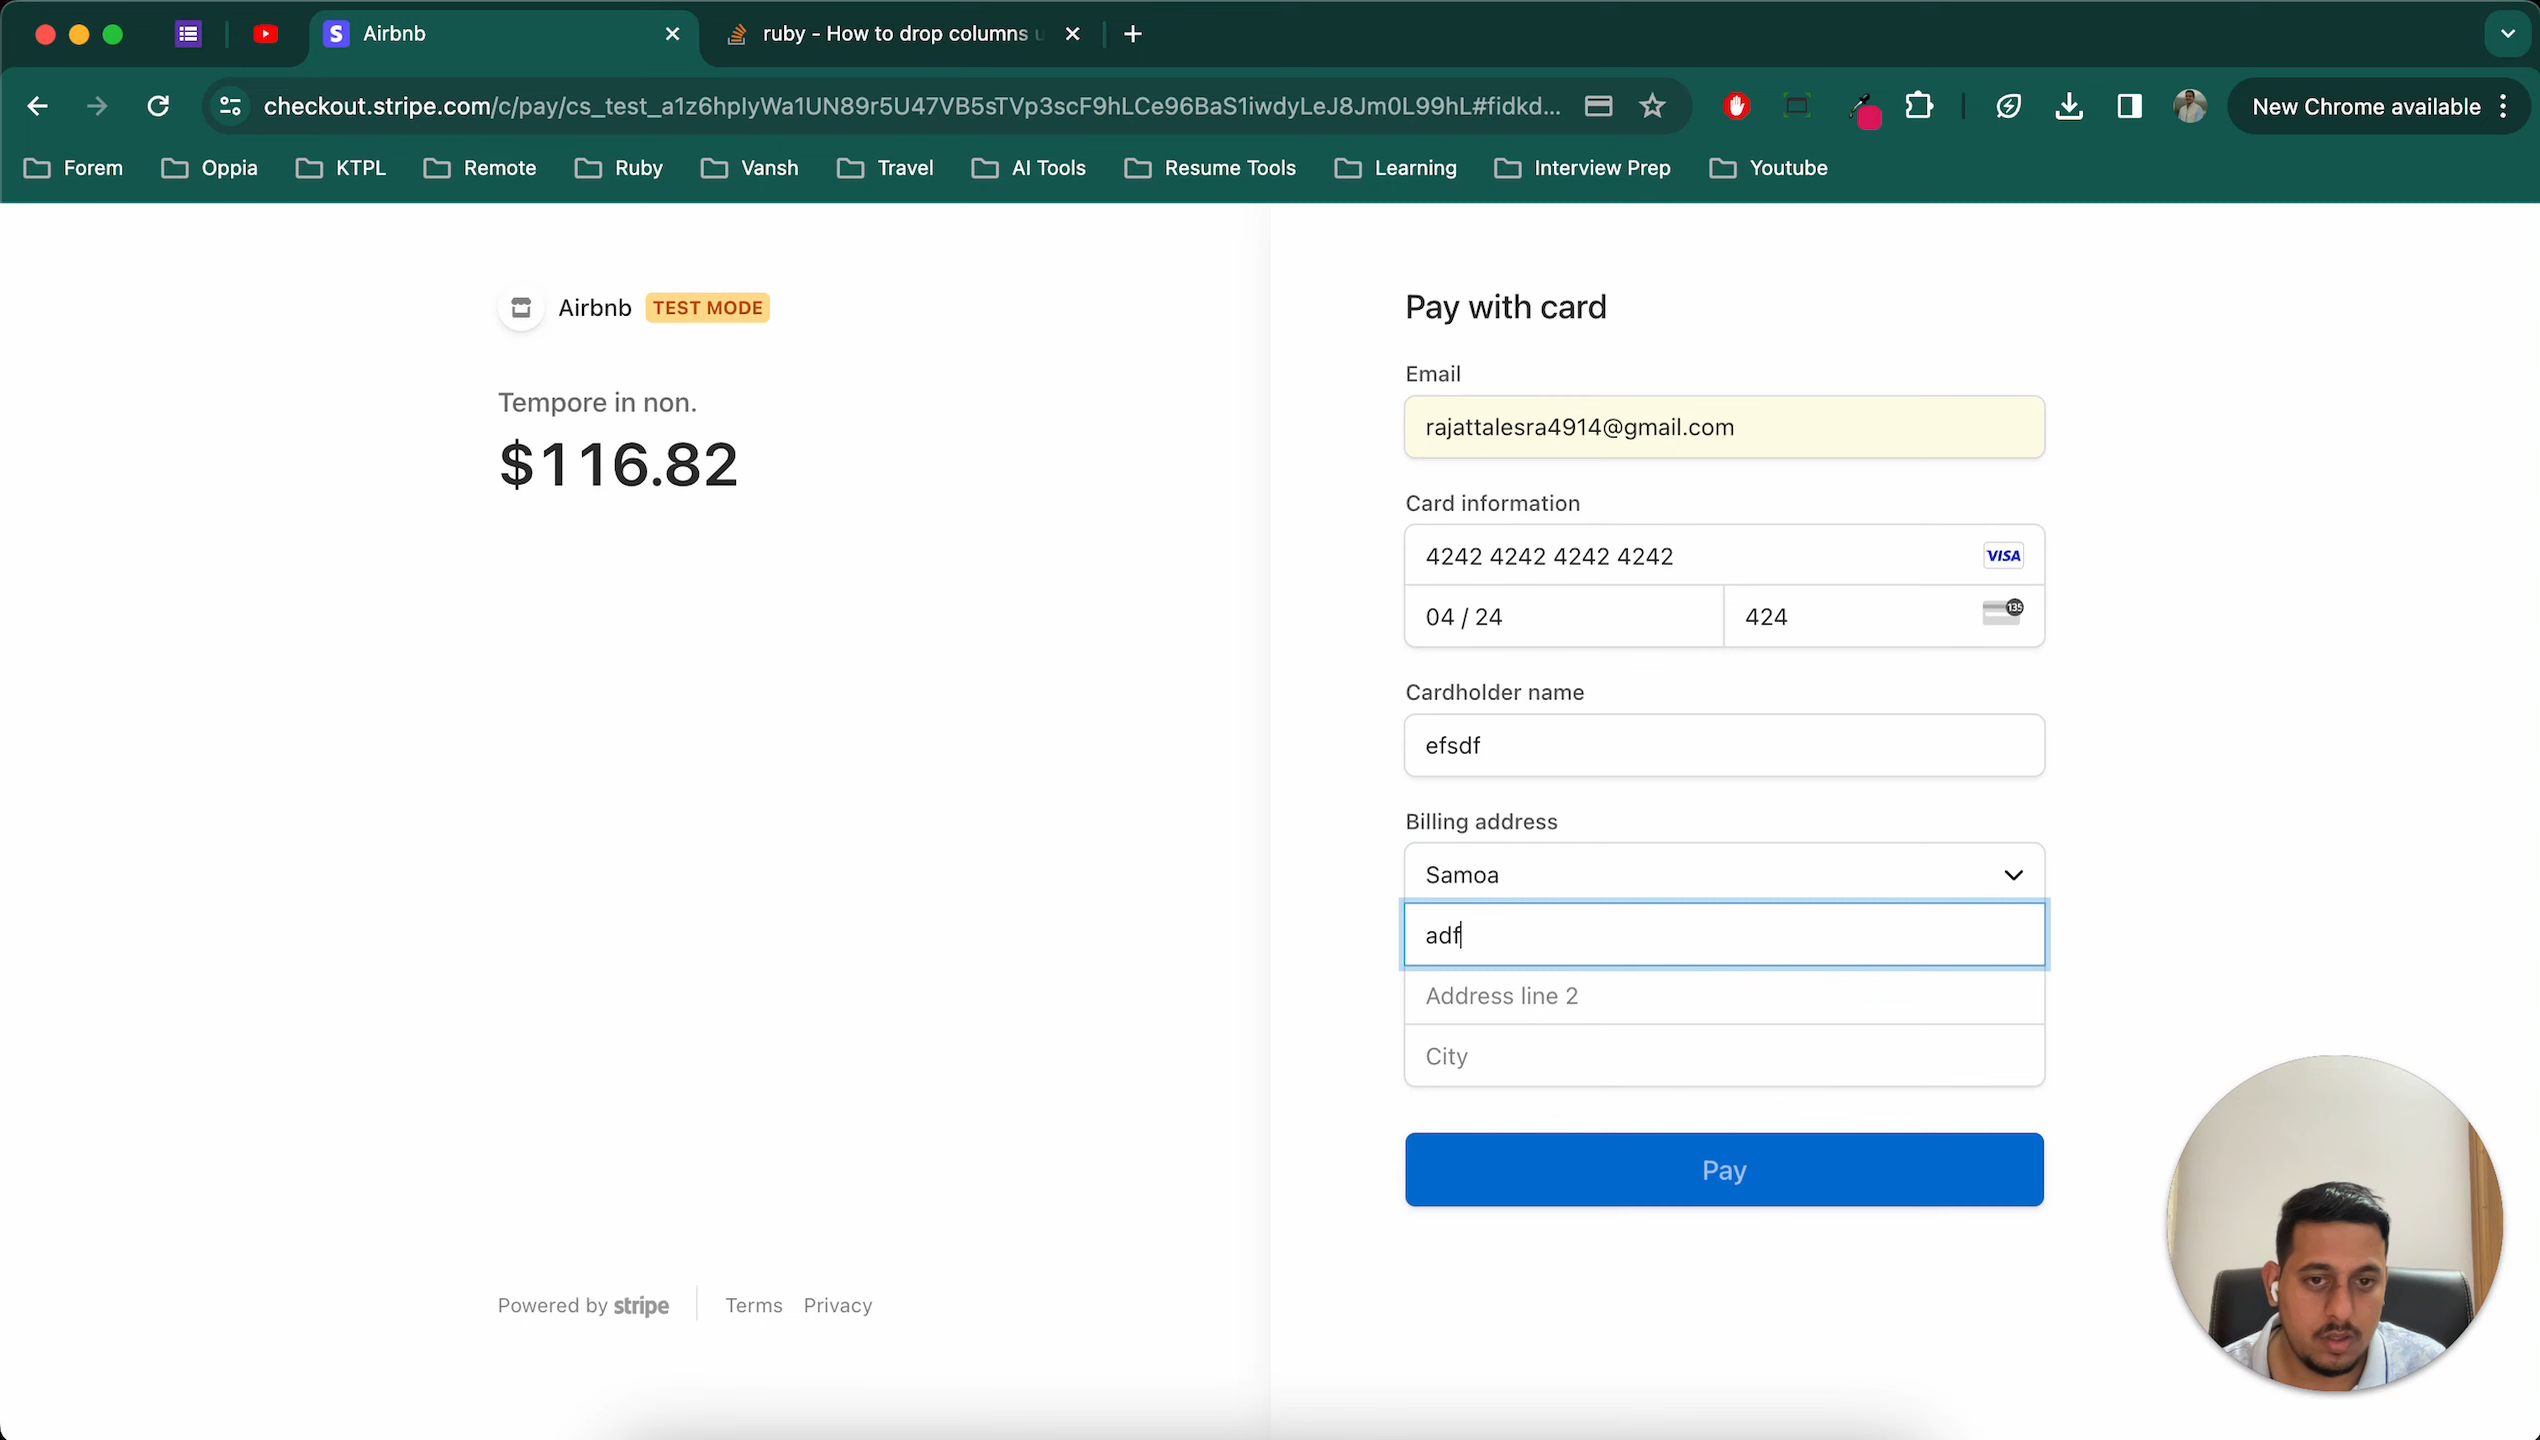 Airbnb
ruby - How to drop columns u
checkout.stripe.com/c/pay/cs_test_a1z6hpIyWa1UN89r5U47VB5sTVp3scF9hLCe96BaS1iwdyLeJ8Jm0L99hL#fidkd...
New Chrome available
Forem
Oppia
KTPL
Remote
Ruby
Vansh
Travel
AI Tools
Resume Tools
Learning
Interview Prep
Youtube
Airbnb TEST MODE
Tempore in non.
$116.82
Powered by stripe
Terms Privacy
Pay with card
Email
rajattalesra4914@gmail.com
Card information
4242 4242 4242 4242 VISA
04 / 24
424
135
Cardholder name
efsdf
Billing address
Samoa
adf
Address line 2
City
Pay